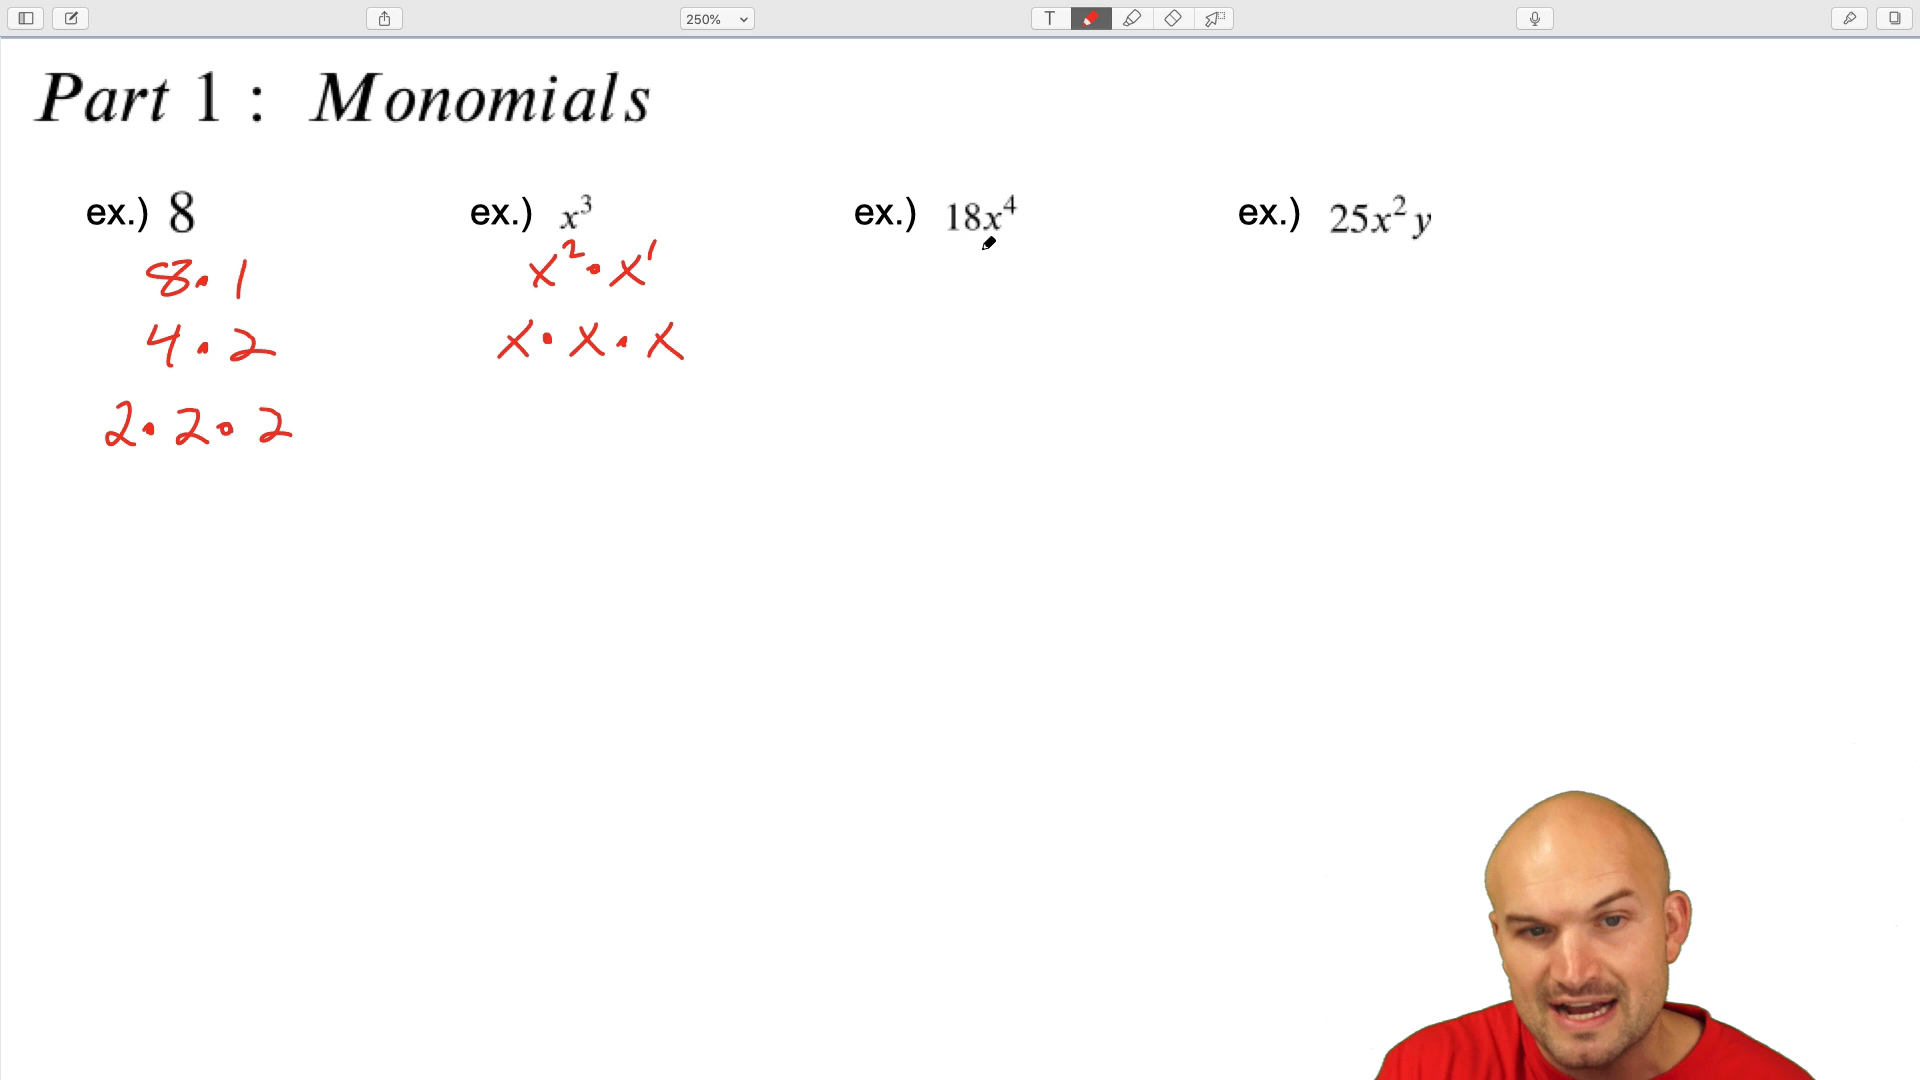 250%
T
Part 1 : Monomials
ex.) 8
8 · 1
4 · 2
2 · 2 · 2
ex.) x³
x² · x¹
x · x · x
ex.) 18x⁴
ex.) 25x²y